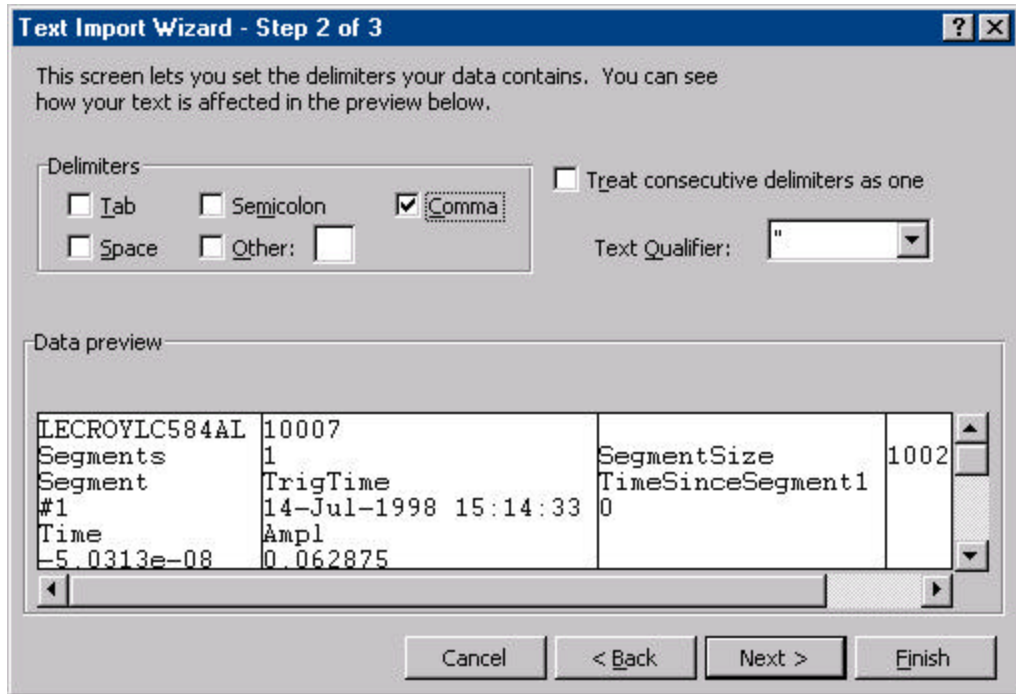 Text Import Wizard - Step 2 of 3
This screen lets you set the delimiters your data contains.  You can see
how your text is affected in the preview below.
Delimiters
Tab Semicolon Comma
Space Other:
Treat consecutive delimiters as one
Text Qualifier: "
Data preview
LECROYLC584AL 10007
Segments 1 SegmentSize 1002
Segment TrigTime TimeSinceSegment1
#1 14-Jul-1998 15:14:33 0
Time Ampl
-5.0313e-08 0.062875
Cancel < Back Next > Finish